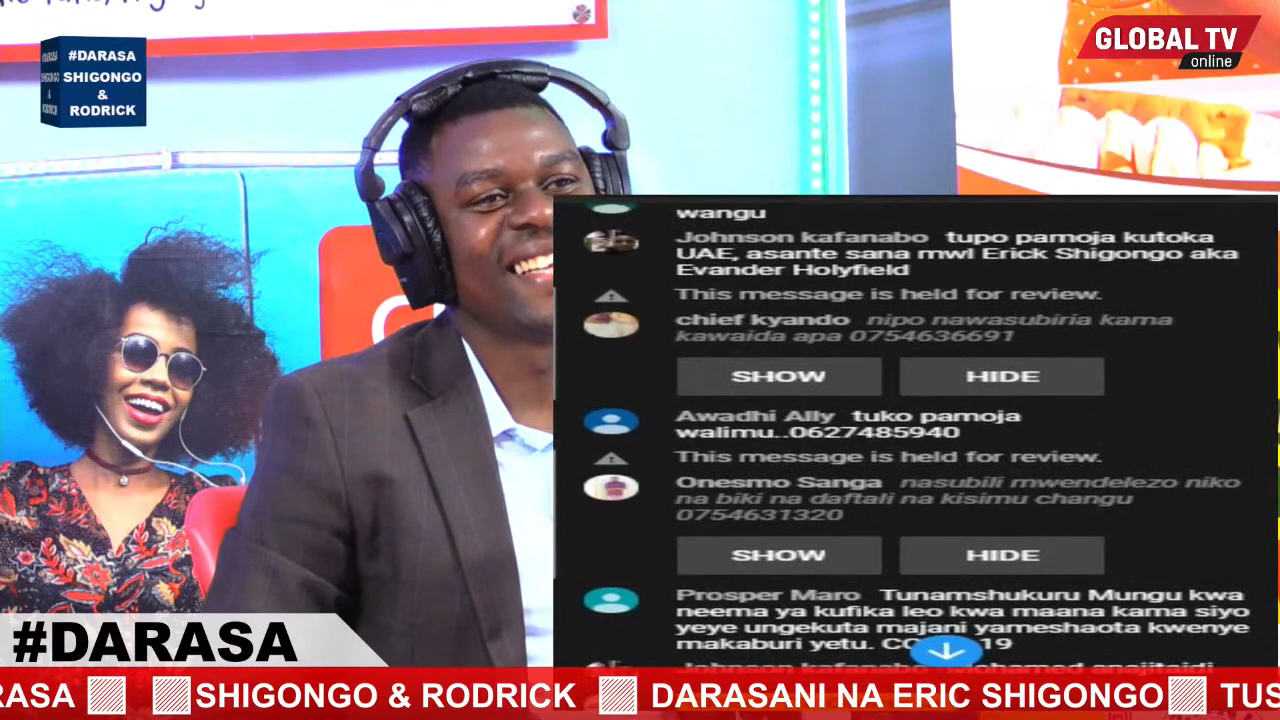 #DARASA
SHIGONGO
&
RODRICK
GLOBAL TV
online
wangu
Johnson kafanabo tupo pamoja kutoka
UAE, asante sana mwl Erick Shigongo aka
Evander Holyfield
This message is held for review.
chief kyando nipo nawasubiria kama
kawaida apa 0754636691
SHOW HIDE
Awadhi Ally tuko pamoja
walimu..0627485940
This message is held for review.
Onesmo Sanga nasubili mwendelezo niko
na biki na daftali na kisimu changu
0754631320
SHOW HIDE
Prosper Maro Tunamshukuru Mungu kwa
neema ya kufika leo kwa maana kama siyo
yeye ungekuta majani yameshaota kwenye
makaburi yetu. 19
#DARASA
RASA SHIGONGO & RODRICK DARASANI NA ERIC SHIGONGO TUS